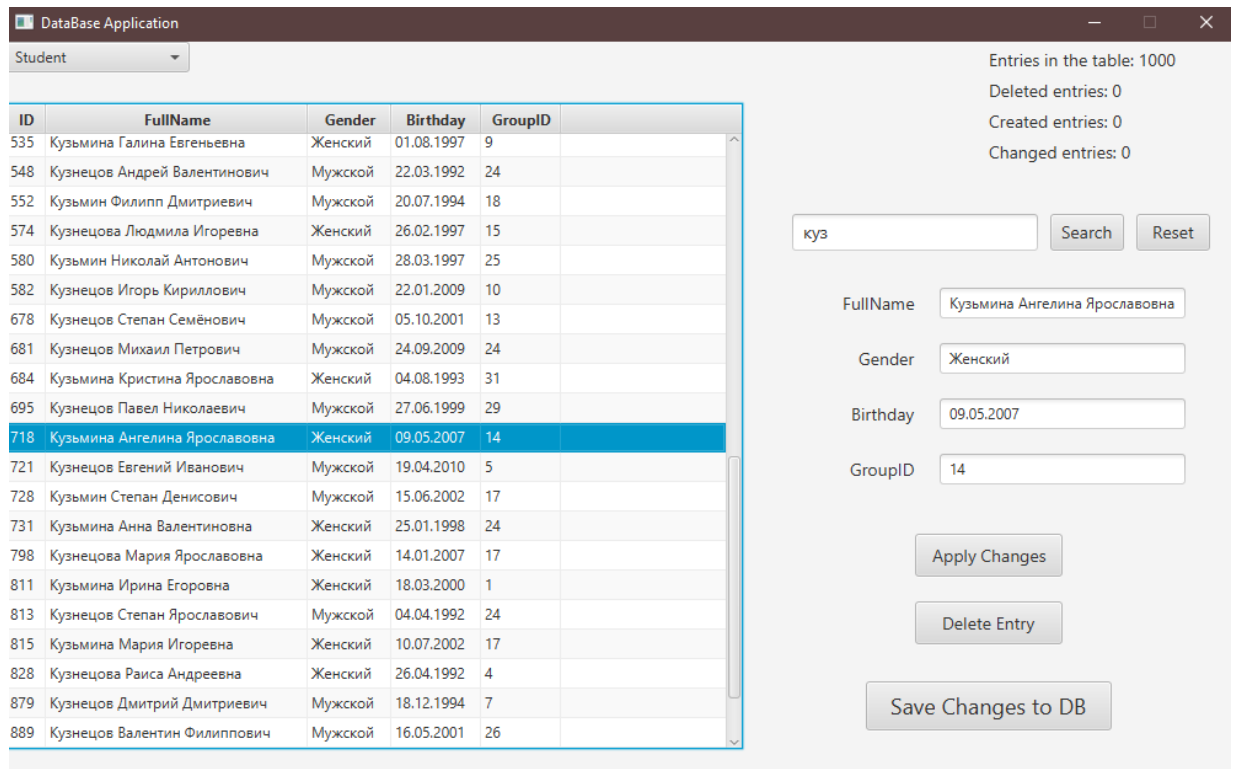 DataBase Application
Student
Entries in the table: 1000
Deleted entries: 0
Created entries: 0
Changed entries: 0
ID FullName Gender Birthday GroupID
535 Кузьмина Галина Евгеньевна Женский 01.08.1997 9
548 Кузнецов Андрей Валентинович Мужской 22.03.1992 24
552 Кузьмин Филипп Дмитриевич Мужской 20.07.1994 18
574 Кузнецова Людмила Игоревна Женский 26.02.1997 15
580 Кузьмин Николай Антонович Мужской 28.03.1997 25
582 Кузнецов Игорь Кириллович Мужской 22.01.2009 10
678 Кузнецов Степан Семёнович Мужской 05.10.2001 13
681 Кузнецов Михаил Петрович Мужской 24.09.2009 24
684 Кузьмина Кристина Ярославовна Женский 04.08.1993 31
695 Кузнецов Павел Николаевич Мужской 27.06.1999 29
718 Кузьмина Ангелина Ярославовна Женский 09.05.2007 14
721 Кузнецов Евгений Иванович Мужской 19.04.2010 5
728 Кузьмин Степан Денисович Мужской 15.06.2002 17
731 Кузьмина Анна Валентиновна Женский 25.01.1998 24
798 Кузнецова Мария Ярославовна Женский 14.01.2007 17
811 Кузьмина Ирина Егоровна Женский 18.03.2000 1
813 Кузнецов Степан Ярославович Мужской 04.04.1992 24
815 Кузьмина Мария Игоревна Женский 10.07.2002 17
828 Кузнецова Раиса Андреевна Женский 26.04.1992 4
879 Кузнецов Дмитрий Дмитриевич Мужской 18.12.1994 7
889 Кузнецов Валентин Филиппович Мужской 16.05.2001 26
куз Search Reset
FullName Кузьмина Ангелина Ярославовна
Gender Женский
Birthday 09.05.2007
GroupID 14
Apply Changes
Delete Entry
Save Changes to DB